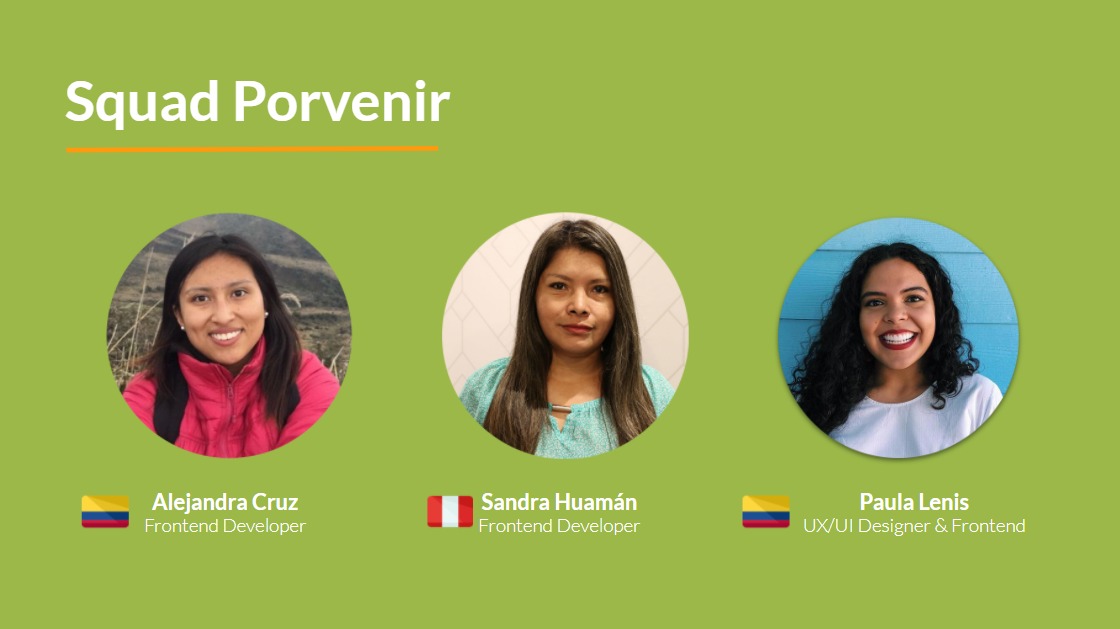 Squad Porvenir
Alejandra Cruz
Frontend Developer
Sandra Huamán
Frontend Developer
Paula Lenis
UX/UI Designer & Frontend